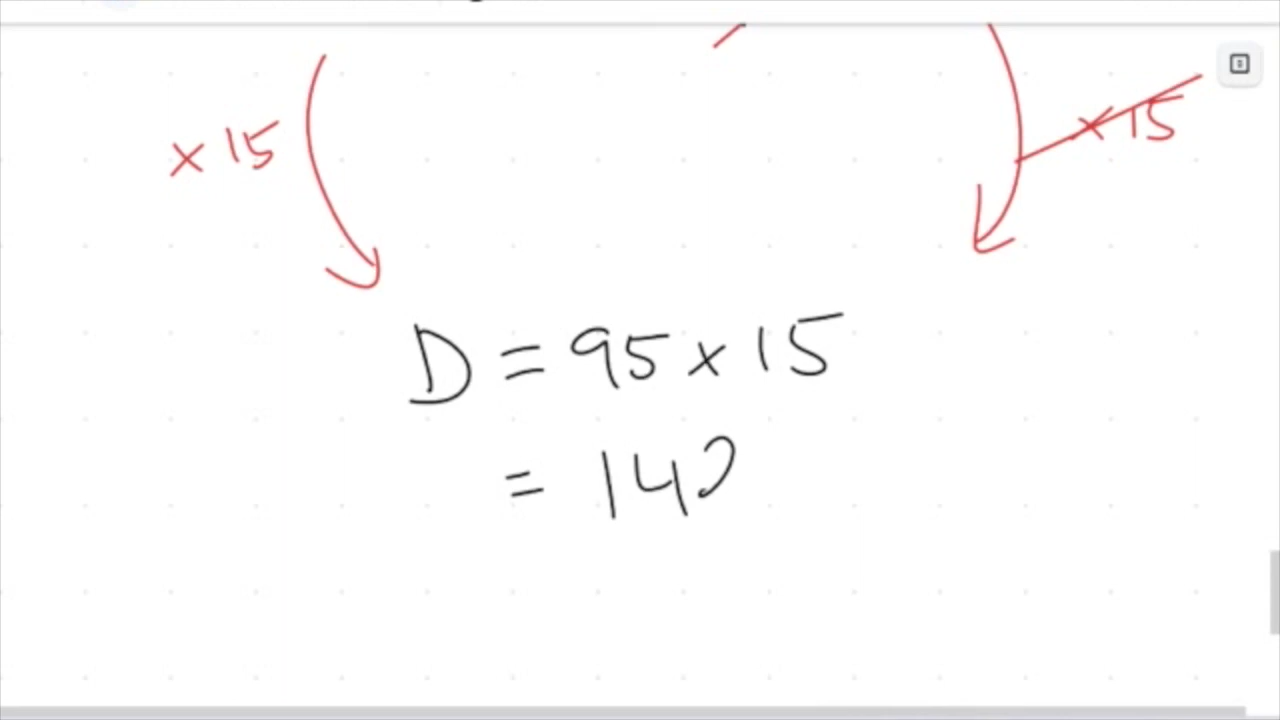 ×15
×15
D = 95×15
= 142